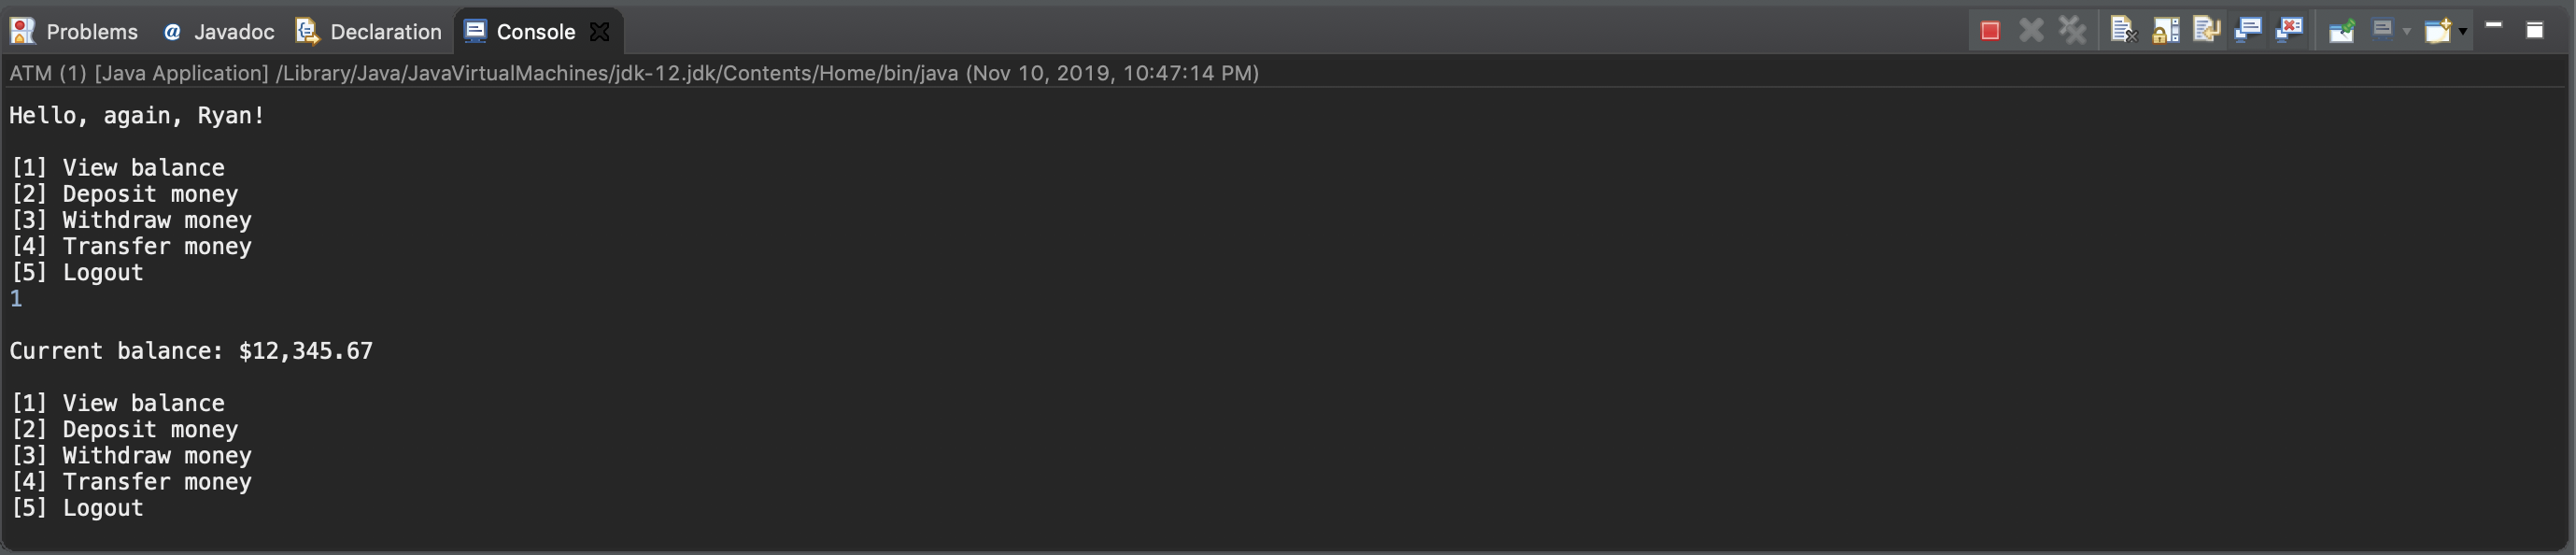 Problems @ Javadoc Declaration Console
ATM (1) [Java Application] /Library/Java/JavaVirtualMachines/jdk-12.jdk/Contents/Home/bin/java (Nov 10, 2019, 10:47:14 PM)
Hello, again, Ryan!
[1] View balance
[2] Deposit money
[3] Withdraw money
[4] Transfer money
[5] Logout
1
Current balance: $12,345.67
[1] View balance
[2] Deposit money
[3] Withdraw money
[4] Transfer money
[5] Logout